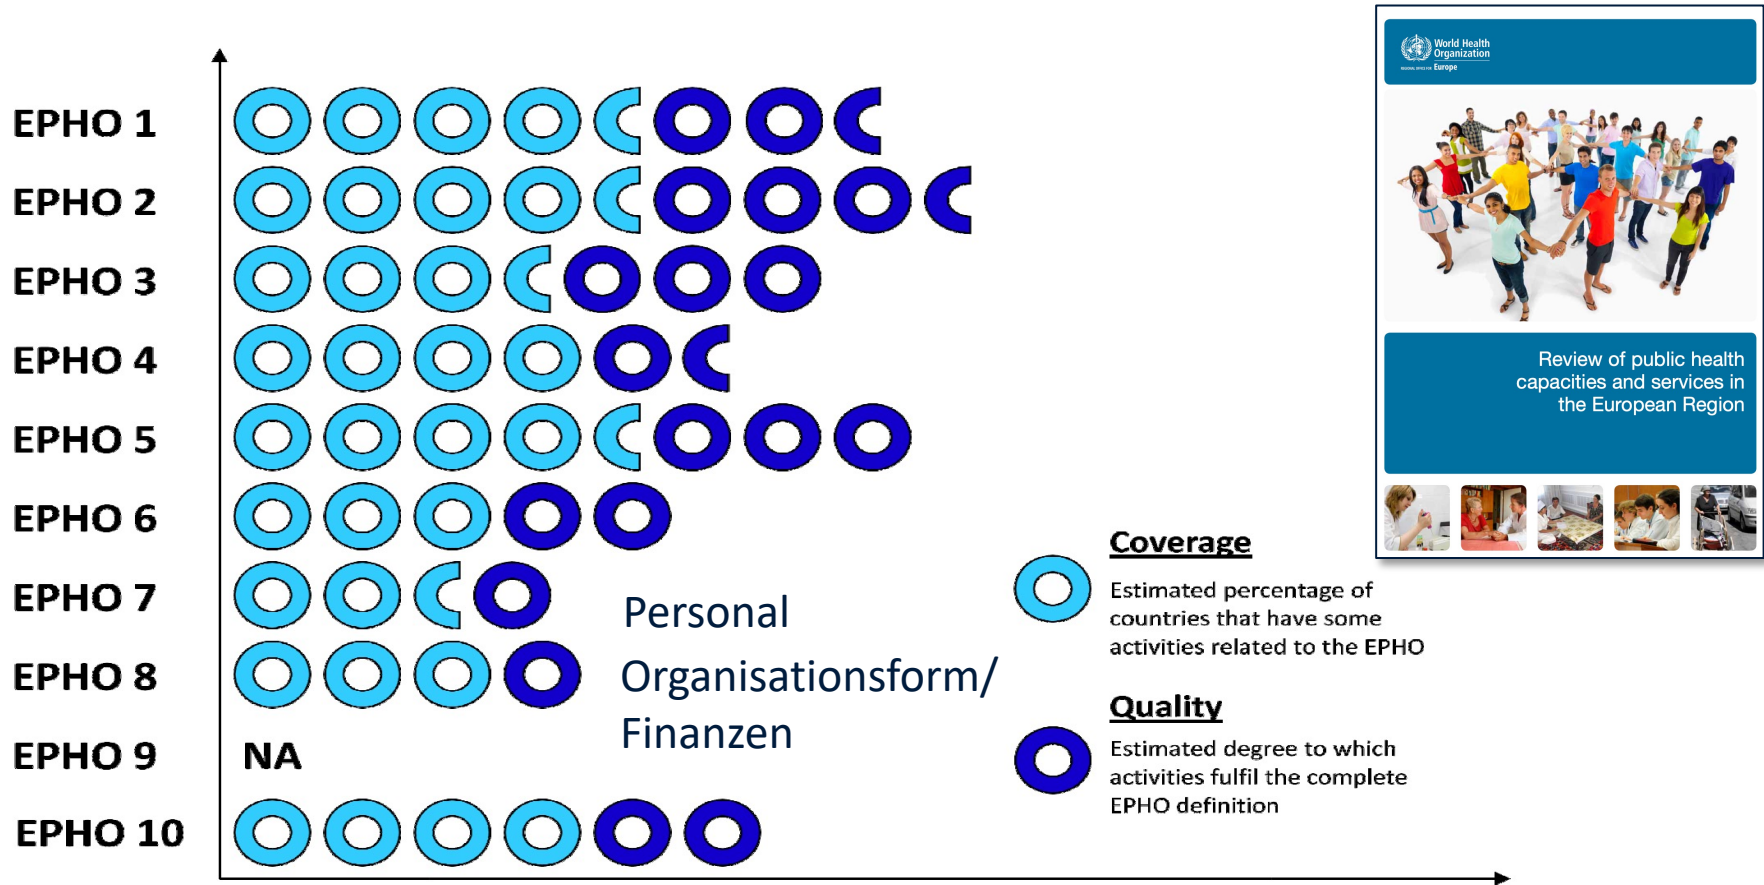 EPHO 1
EPHO 2
EPHO 3
EPHO 4
EPHO 5
EPHO 6
EPHO 7
EPHO 8
EPHO 9
NA
EPHO 10
Personal
Organisationsform/
Finanzen
Coverage
Estimated percentage of
countries that have some
activities related to the EPHO
Quality
Estimated degree to which
activities fulfil the complete
EPHO definition
World Health
Organization
REGIONAL OFFICE FOR Europe
Review of public health
capacities and services in
the European Region